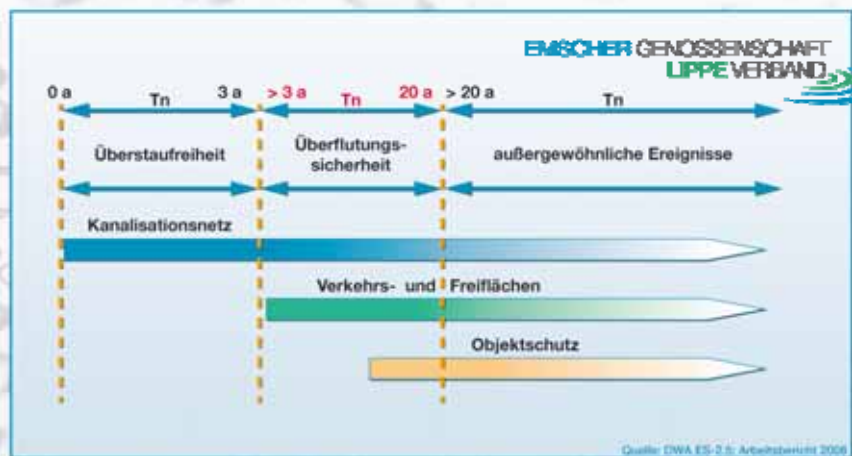 EMSCHER GENOSSENSCHAFT
LIPPE VERBAND
0 a Tn 3 a > 3 a Tn 20 a > 20 a Tn
Überstaufreiheit
Überflutungs-
sicherheit
außergewöhnliche Ereignisse
Kanalisationsnetz
Verkehrs- und Freiflächen
Objektschutz
Quelle: DWA ES-2.5: Arbeitsbericht 2008